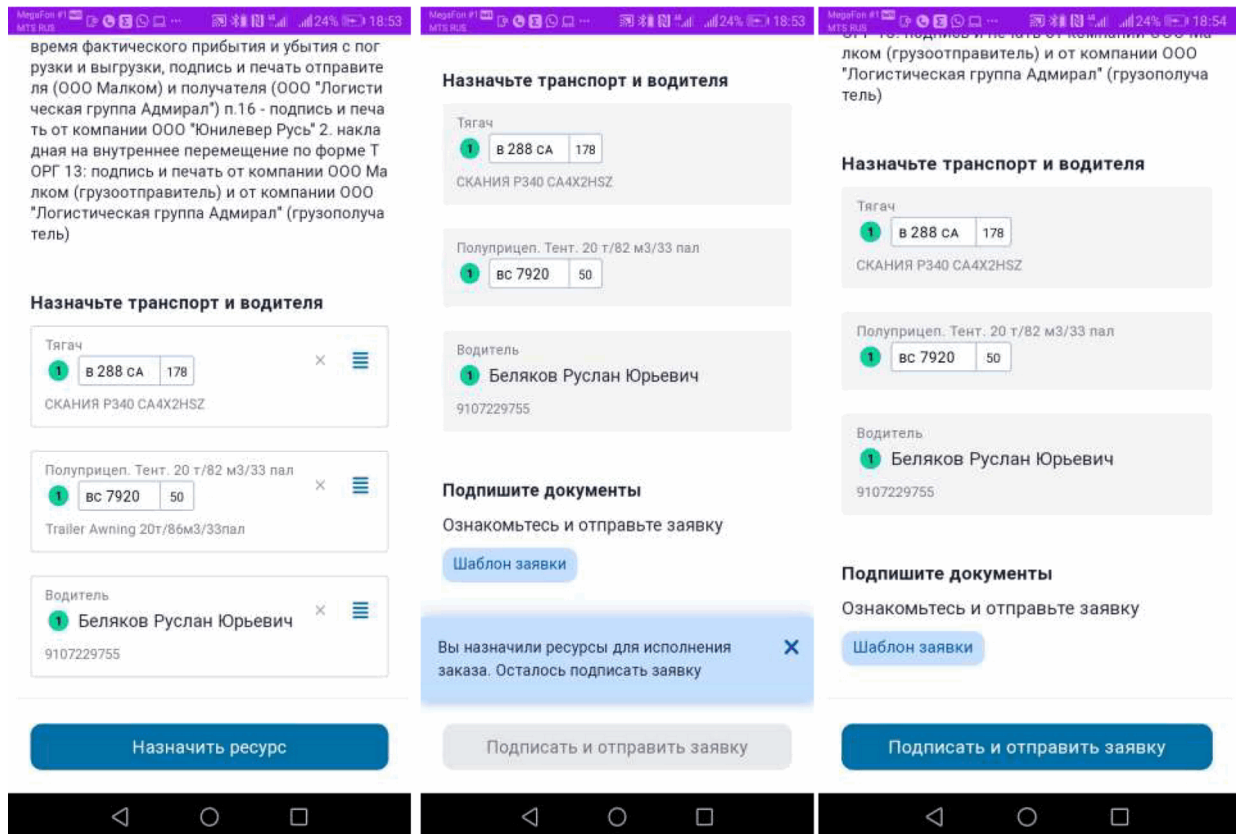 MegaFon #1
MTS RUS
24% 18:53
время фактического прибытия и убытия с пог
рузки и выгрузки, подпись и печать отправите
ля (ООО Малком) и получателя (ООО "Логисти
ческая группа Адмирал") п.16 - подпись и печа
ть от компании ООО "Юнилевер Русь" 2. накла
дная на внутреннее перемещение по форме Т
ОРГ 13: подпись и печать от компании ООО Ма
лком (грузоотправитель) и от компании ООО
"Логистическая группа Адмирал" (грузополуча
тель)
Назначьте транспорт и водителя
Тягач
1 В 288 СА 178
СКАНИЯ P340 CA4X2HSZ
Полуприцеп. Тент. 20 т/82 м3/33 пал
1 ВС 7920 50
Trailer Awning 20т/86м3/33пал
Водитель
1 Беляков Руслан Юрьевич
9107229755
Назначить ресурс
MegaFon #1
MTS RUS
24% 18:53
Назначьте транспорт и водителя
Тягач
1 В 288 СА 178
СКАНИЯ P340 CA4X2HSZ
Полуприцеп. Тент. 20 т/82 м3/33 пал
1 ВС 7920 50
Водитель
1 Беляков Руслан Юрьевич
9107229755
Подпишите документы
Ознакомьтесь и отправьте заявку
Шаблон заявки
Вы назначили ресурсы для исполнения
заказа. Осталось подписать заявку
Подписать и отправить заявку
MegaFon #1
MTS RUS
24% 18:54
ОРГ 13: подпись и печать от компании ООО Ма
лком (грузоотправитель) и от компании ООО
"Логистическая группа Адмирал" (грузополуча
тель)
Назначьте транспорт и водителя
Тягач
1 В 288 СА 178
СКАНИЯ P340 CA4X2HSZ
Полуприцеп. Тент. 20 т/82 м3/33 пал
1 ВС 7920 50
Водитель
1 Беляков Руслан Юрьевич
9107229755
Подпишите документы
Ознакомьтесь и отправьте заявку
Шаблон заявки
Подписать и отправить заявку